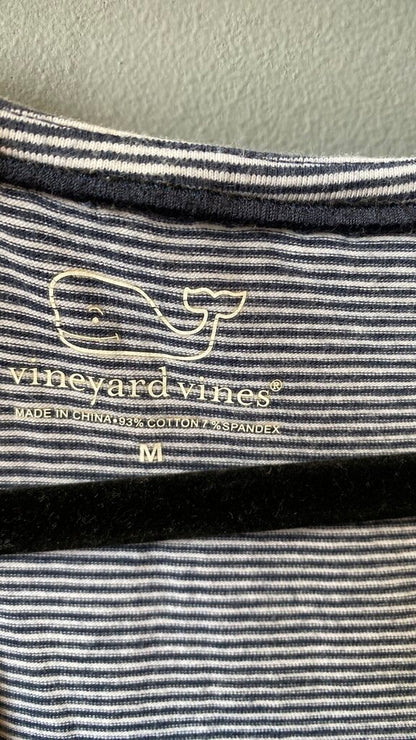 vineyard vines®
MADE IN CHINA•93% COTTON 7%SPANDEX
M